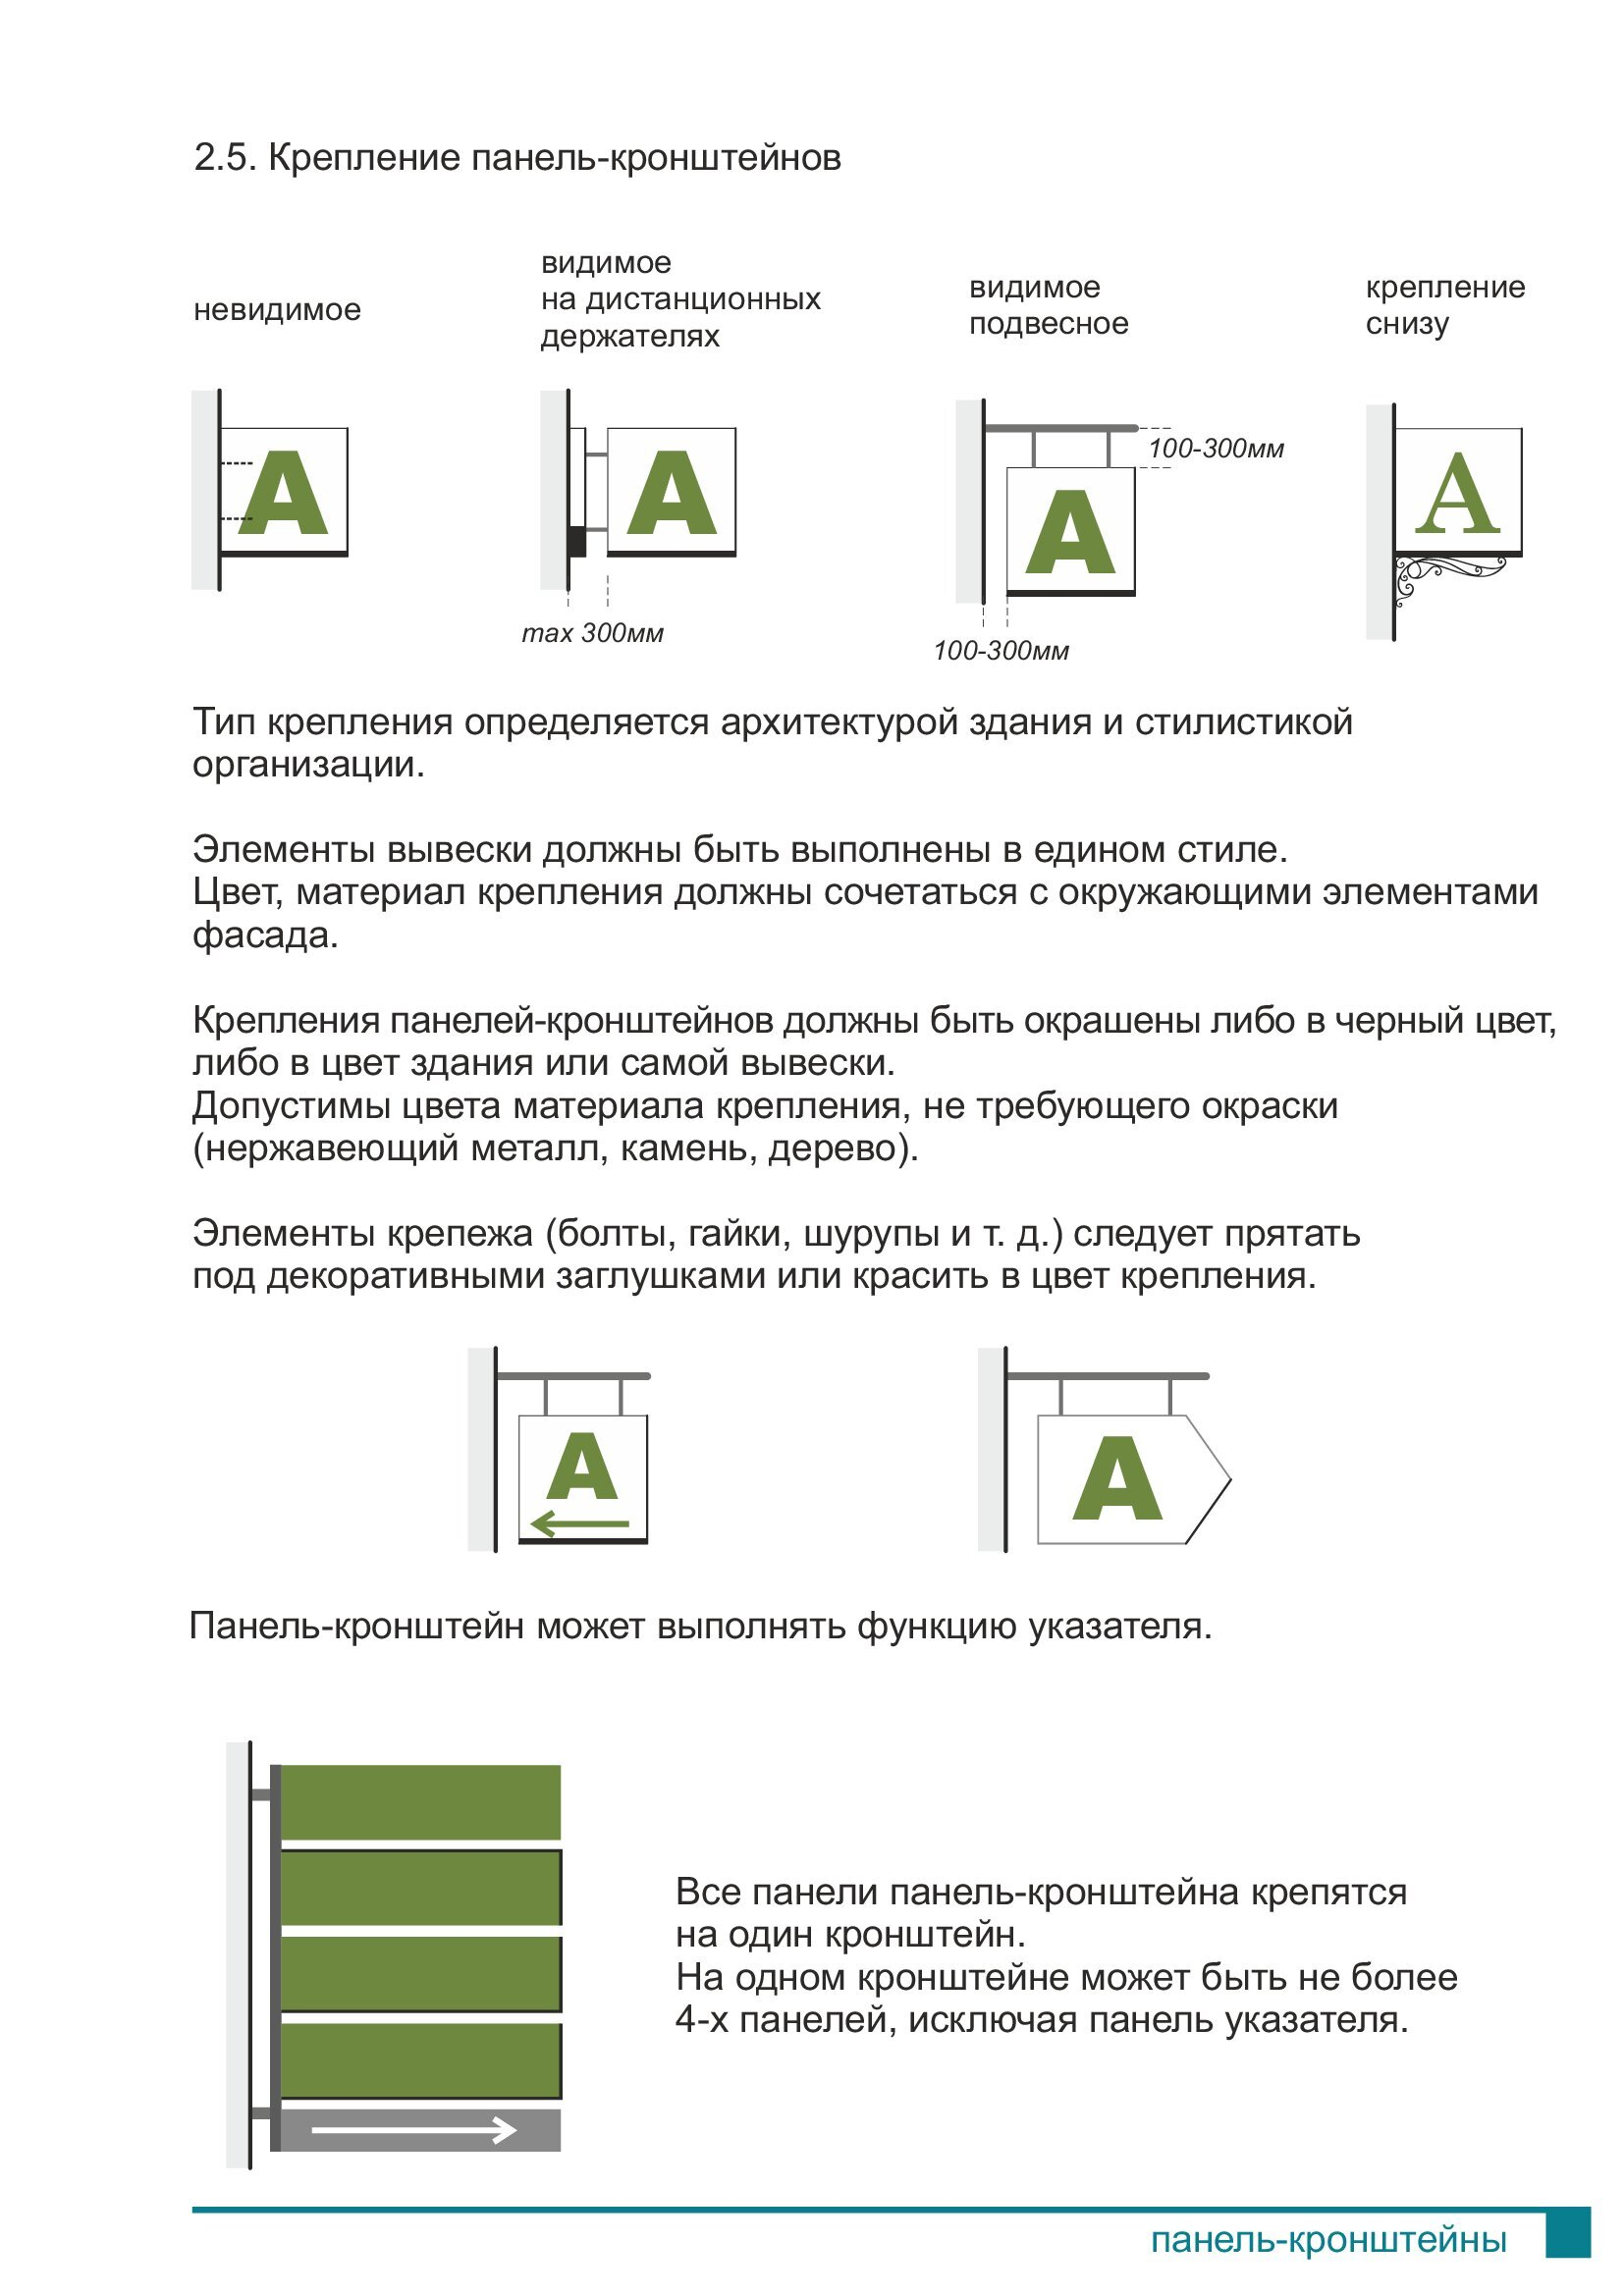 2.5. Крепление панель-кронштейнов
невидимое
видимое
на дистанционных
держателях
видимое
подвесное
крепление
снизу
A
A
A
A
100-300мм
max 300мм
100-300мм
Тип крепления определяется архитектурой здания и стилистикой
организации.
Элементы вывески должны быть выполнены в едином стиле.
Цвет, материал крепления должны сочетаться с окружающими элементами
фасада.
Крепления панелей-кронштейнов должны быть окрашены либо в черный цвет,
либо в цвет здания или самой вывески.
Допустимы цвета материала крепления, не требующего окраски
(нержавеющий металл, камень, дерево).
Элементы крепежа (болты, гайки, шурупы и т. д.) следует прятать
под декоративными заглушками или красить в цвет крепления.
A
A
Панель-кронштейн может выполнять функцию указателя.
Все панели панель-кронштейна крепятся
на один кронштейн.
На одном кронштейне может быть не более
4-х панелей, исключая панель указателя.
панель-кронштейны